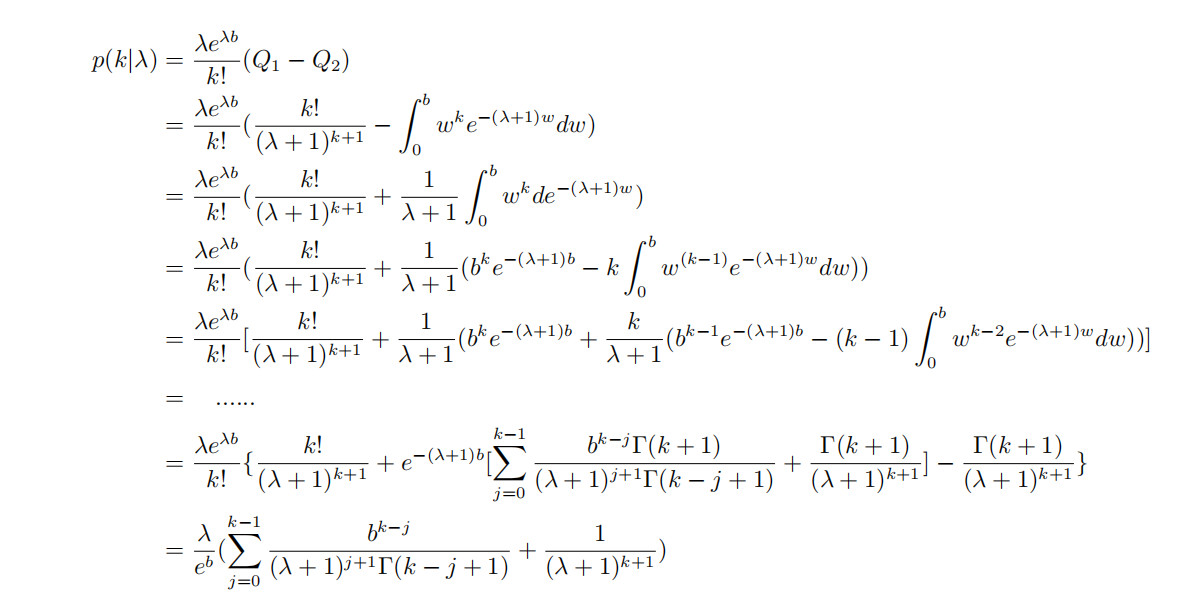 p(k|λ) = \frac{λe^{λb}}{k!}(Q_1 − Q_2)
= \frac{λe^{λb}}{k!}(\frac{k!}{(λ+1)^{k+1}} − \int_0^b w^k e^{−(λ+1)w} dw)
= \frac{λe^{λb}}{k!}(\frac{k!}{(λ+1)^{k+1}} + \frac{1}{λ+1} \int_0^b w^k de^{−(λ+1)w})
= \frac{λe^{λb}}{k!}(\frac{k!}{(λ+1)^{k+1}} + \frac{1}{λ+1}(b^k e^{−(λ+1)b} − k \int_0^b w^{(k−1)} e^{−(λ+1)w} dw))
= \frac{λe^{λb}}{k!}[\frac{k!}{(λ+1)^{k+1}} + \frac{1}{λ+1}(b^k e^{−(λ+1)b} + \frac{k}{λ+1}(b^{k−1} e^{−(λ+1)b} − (k−1) \int_0^b w^{k−2} e^{−(λ+1)w} dw))]
= ......
= \frac{λe^{λb}}{k!}\{\frac{k!}{(λ+1)^{k+1}} + e^{−(λ+1)b}[\sum_{j=0}^{k−1} \frac{b^{k−j}Γ(k+1)}{(λ+1)^{j+1}Γ(k−j+1)} + \frac{Γ(k+1)}{(λ+1)^{k+1}}] − \frac{Γ(k+1)}{(λ+1)^{k+1}}\}
= \frac{λ}{e^b}(\sum_{j=0}^{k−1} \frac{b^{k−j}}{(λ+1)^{j+1}Γ(k−j+1)} + \frac{1}{(λ+1)^{k+1}})